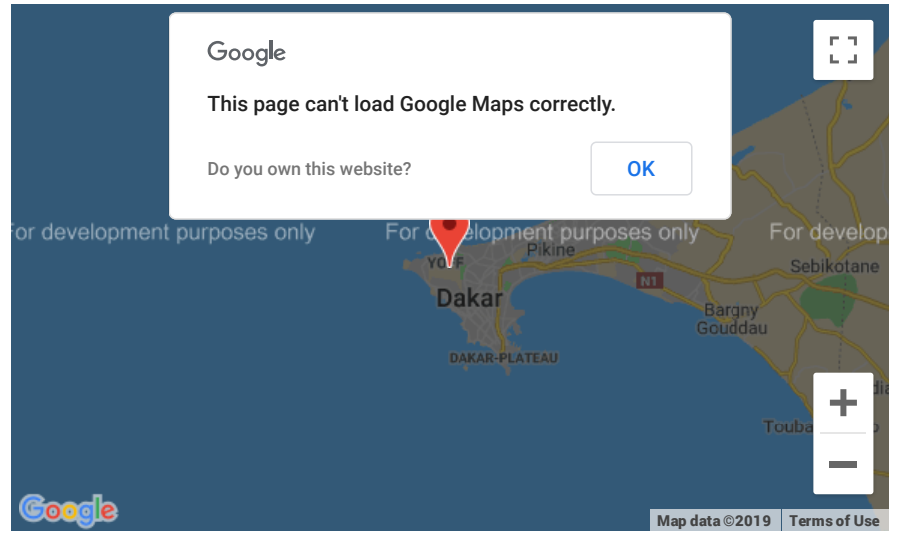 Google
This page can't load Google Maps correctly.
Do you own this website?
OK
For development purposes only
For development purposes only
For develop
Pikine
YOFF
Sebikotane
N1
Dakar
Bargny
Gouddau
DAKAR-PLATEAU
Touba
Google
Map data ©2019
Terms of Use